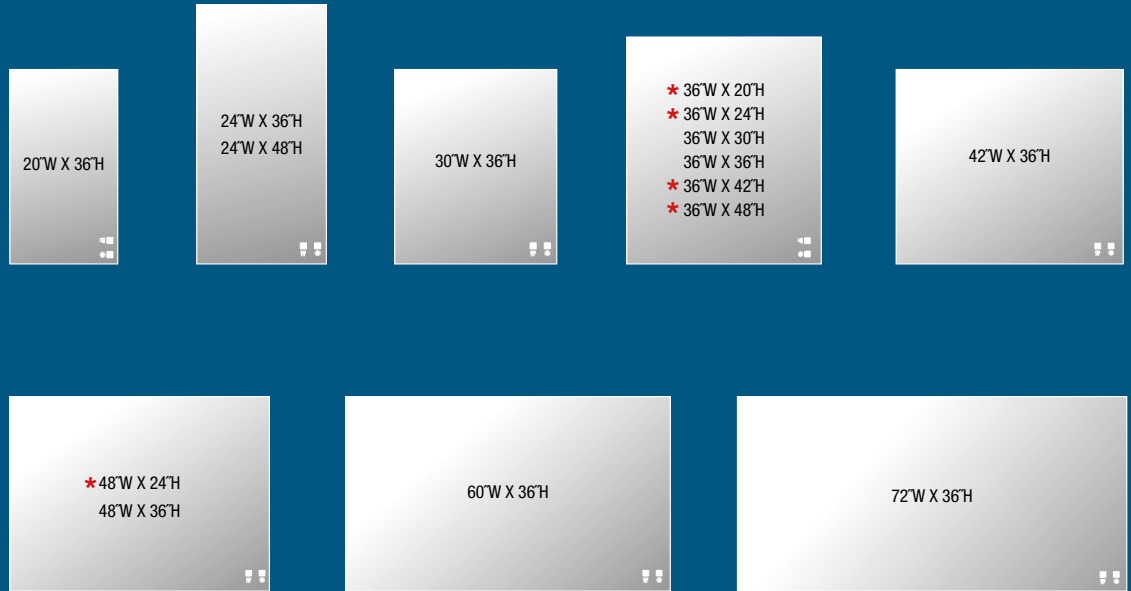 20˝W X 36˝H
24˝W X 36˝H
24˝W X 48˝H
30˝W X 36˝H
* 36˝W X 20˝H
* 36˝W X 24˝H
36˝W X 30˝H
36˝W X 36˝H
* 36˝W X 42˝H
* 36˝W X 48˝H
42˝W X 36˝H
* 48˝W X 24˝H
48˝W X 36˝H
60˝W X 36˝H
72˝W X 36˝H